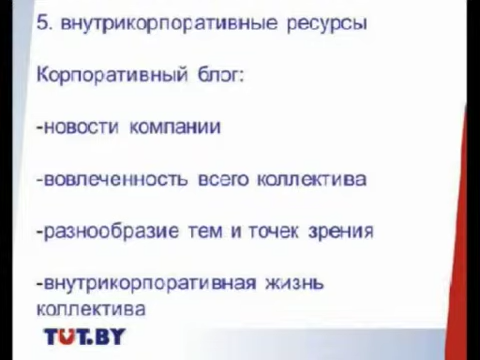 5. внутрикорпоративные ресурсы
Корпоративный блог:
-новости компании
-вовлеченность всего коллектива
-разнообразие тем и точек зрения
-внутрикорпоративная жизнь
коллектива
TUT.BY